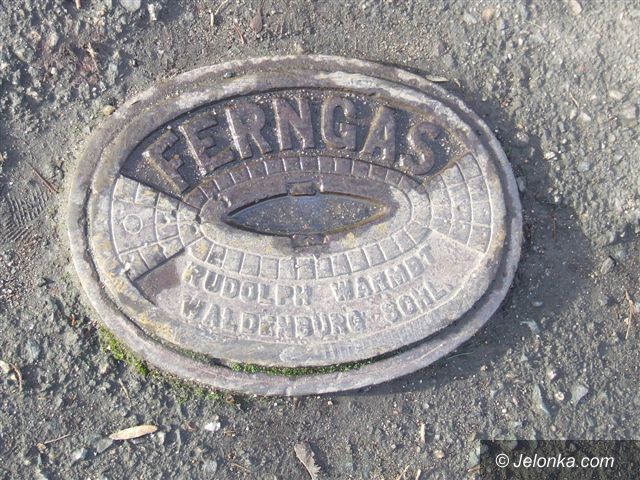 FERNGAS
RUDOLPH WARMBT
WALDENBURG-SCHL.
© Jelonka.com